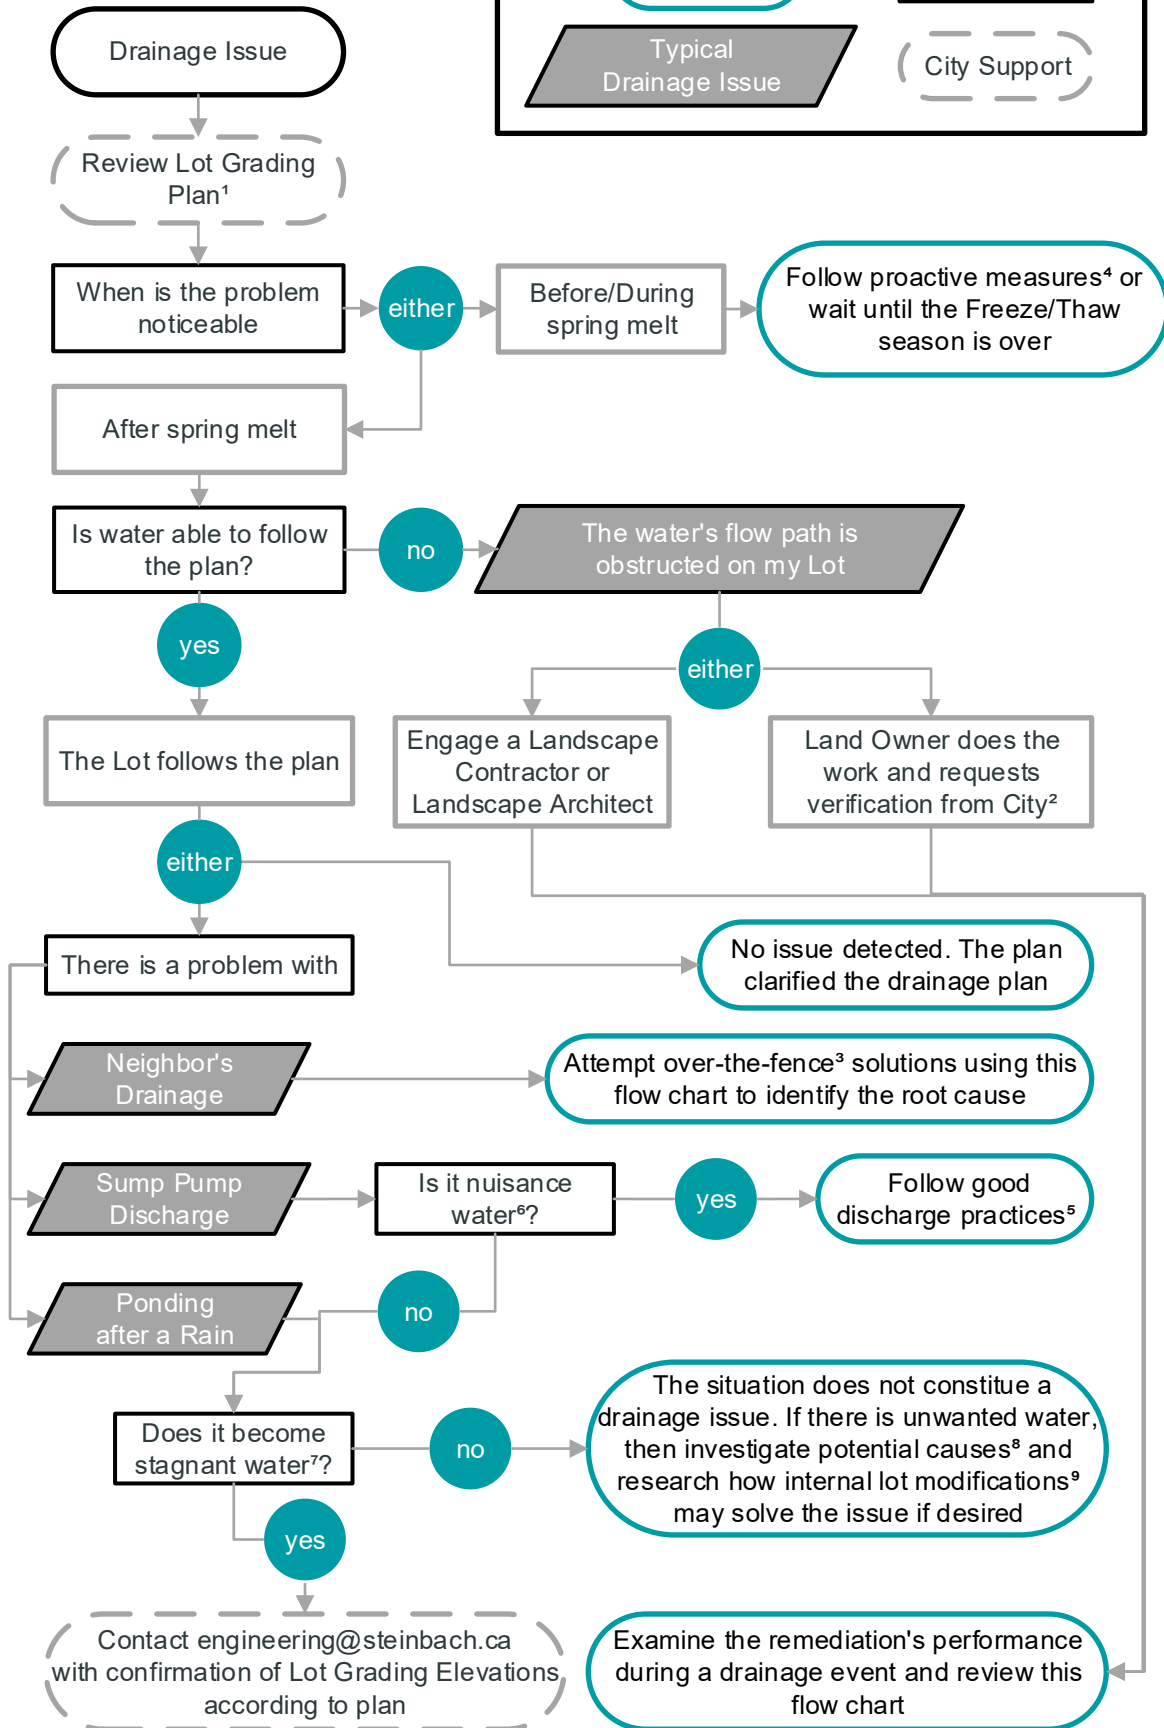 Drainage Issue
Typical
Drainage Issue
City Support
Review Lot Grading
Plan¹
When is the problem
noticeable
either
Before/During
spring melt
Follow proactive measures⁴ or
wait until the Freeze/Thaw
season is over
After spring melt
Is water able to follow
the plan?
no
The water's flow path is
obstructed on my Lot
yes
either
The Lot follows the plan
Engage a Landscape
Contractor or
Landscape Architect
Land Owner does the
work and requests
verification from City²
either
There is a problem with
No issue detected. The plan
clarified the drainage plan
Neighbor's
Drainage
Attempt over-the-fence³ solutions using this
flow chart to identify the root cause
Sump Pump
Discharge
Is it nuisance
water⁶?
yes
Follow good
discharge practices⁵
Ponding
after a Rain
no
Does it become
stagnant water⁷?
no
The situation does not constitue a
drainage issue. If there is unwanted water,
then investigate potential causes⁸ and
research how internal lot modifications⁹
may solve the issue if desired
yes
Contact engineering@steinbach.ca
with confirmation of Lot Grading Elevations
according to plan
Examine the remediation's performance
during a drainage event and review this
flow chart